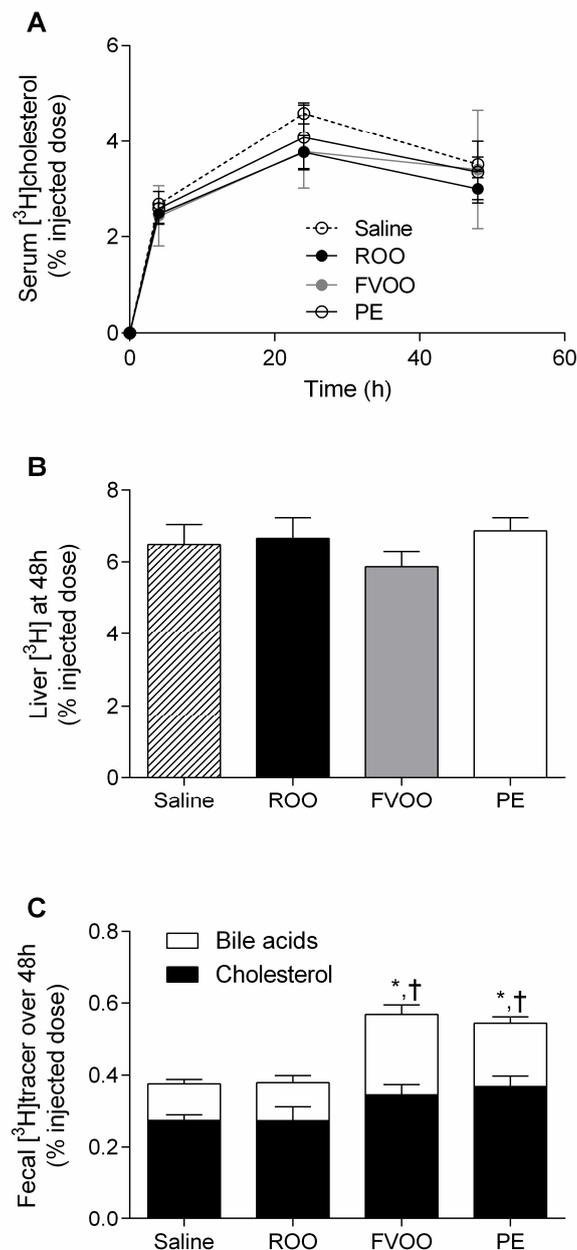 A
Serum [³H]cholesterol
(% injected dose)
6
4
2
0
0
20
40
60
Time (h)
Saline
ROO
FVOO
PE
B
Liver [³H] at 48h
(% injected dose)
8
6
4
2
0
Saline
ROO
FVOO
PE
C
Fecal [³H]tracer over 48h
(% injected dose)
0.8
0.6
0.4
0.2
0.0
Bile acids
Cholesterol
*,†
*,†
Saline
ROO
FVOO
PE